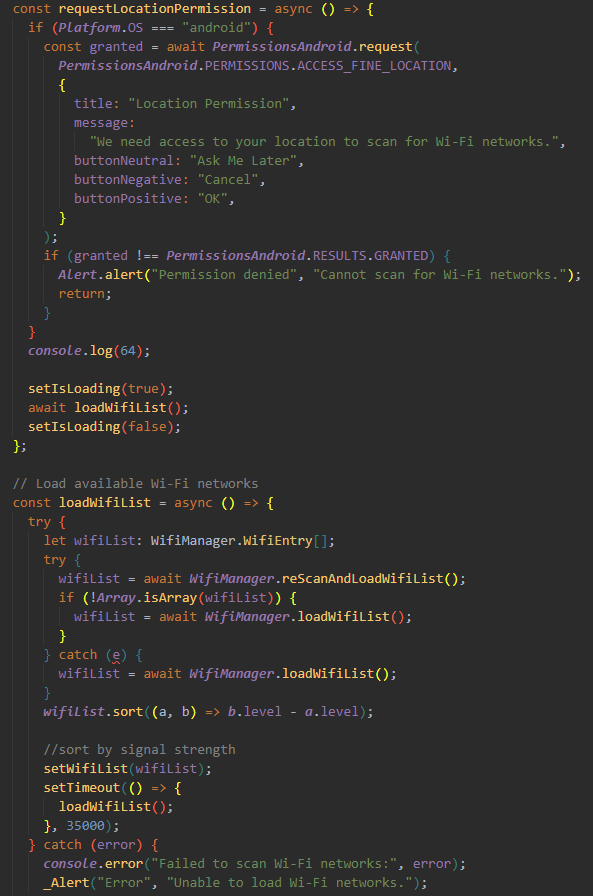 const requestLocationPermission = async () => {
  if (Platform.OS === "android") {
    const granted = await PermissionsAndroid.request(
      PermissionsAndroid.PERMISSIONS.ACCESS_FINE_LOCATION,
      {
        title: "Location Permission",
        message:
          "We need access to your location to scan for Wi-Fi networks.",
        buttonNeutral: "Ask Me Later",
        buttonNegative: "Cancel",
        buttonPositive: "OK",
      }
    );
    if (granted !== PermissionsAndroid.RESULTS.GRANTED) {
      Alert.alert("Permission denied", "Cannot scan for Wi-Fi networks.");
      return;
    }
  }
  console.log(64);

  setIsLoading(true);
  await loadWifiList();
  setIsLoading(false);
};

// Load available Wi-Fi networks
const loadWifiList = async () => {
  try {
    let wifiList: WifiManager.WifiEntry[];
    try {
      wifiList = await WifiManager.reScanAndLoadWifiList();
      if (!Array.isArray(wifiList)) {
        wifiList = await WifiManager.loadWifiList();
      }
    } catch (e) {
      wifiList = await WifiManager.loadWifiList();
    }
    wifiList.sort((a, b) => b.level - a.level);

    //sort by signal strength
    setWifiList(wifiList);
    setTimeout(() => {
      loadWifiList();
    }, 35000);
  } catch (error) {
    console.error("Failed to scan Wi-Fi networks:", error);
    _Alert("Error", "Unable to load Wi-Fi networks.");